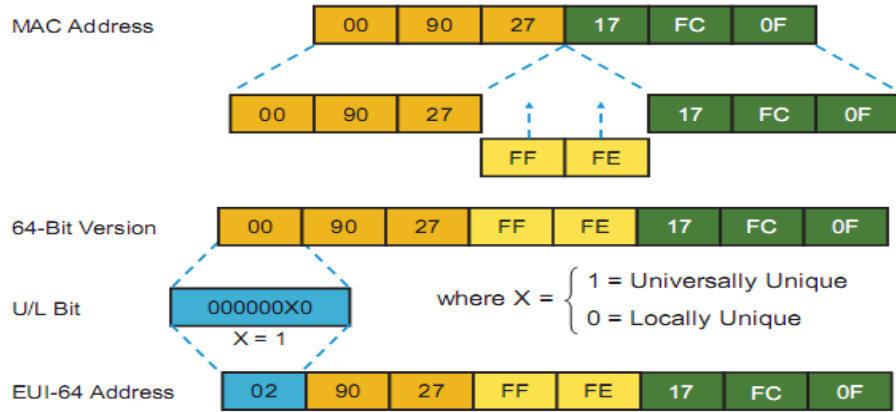 MAC Address 00 90 27 17 FC 0F
00 90 27 17 FC 0F
FF FE
64-Bit Version 00 90 27 FF FE 17 FC 0F
U/L Bit 000000X0 where X = { 1 = Universally Unique
0 = Locally Unique
X = 1
EUI-64 Address 02 90 27 FF FE 17 FC 0F